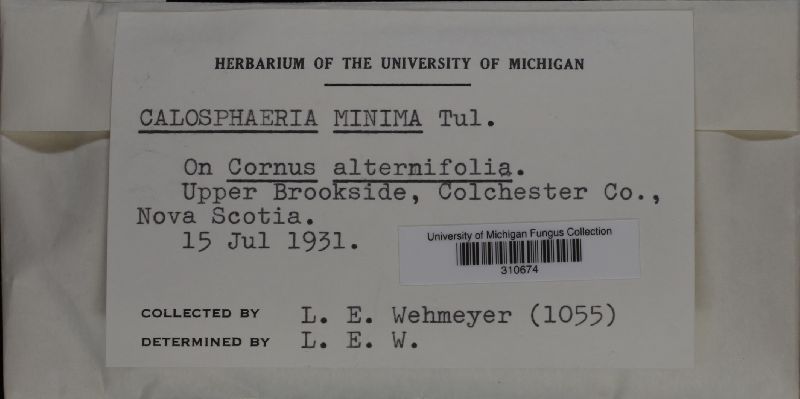 HERBARIUM OF THE UNIVERSITY OF MICHIGAN
CALOSPHAERIA MINIMA Tul.
On Cornus alternifolia.
Upper Brookside, Colchester Co.,
Nova Scotia.
15 Jul 1931.
University of Michigan Fungus Collection
310674
COLLECTED BY L. E. Wehmeyer (1055)
DETERMINED BY L. E. W.